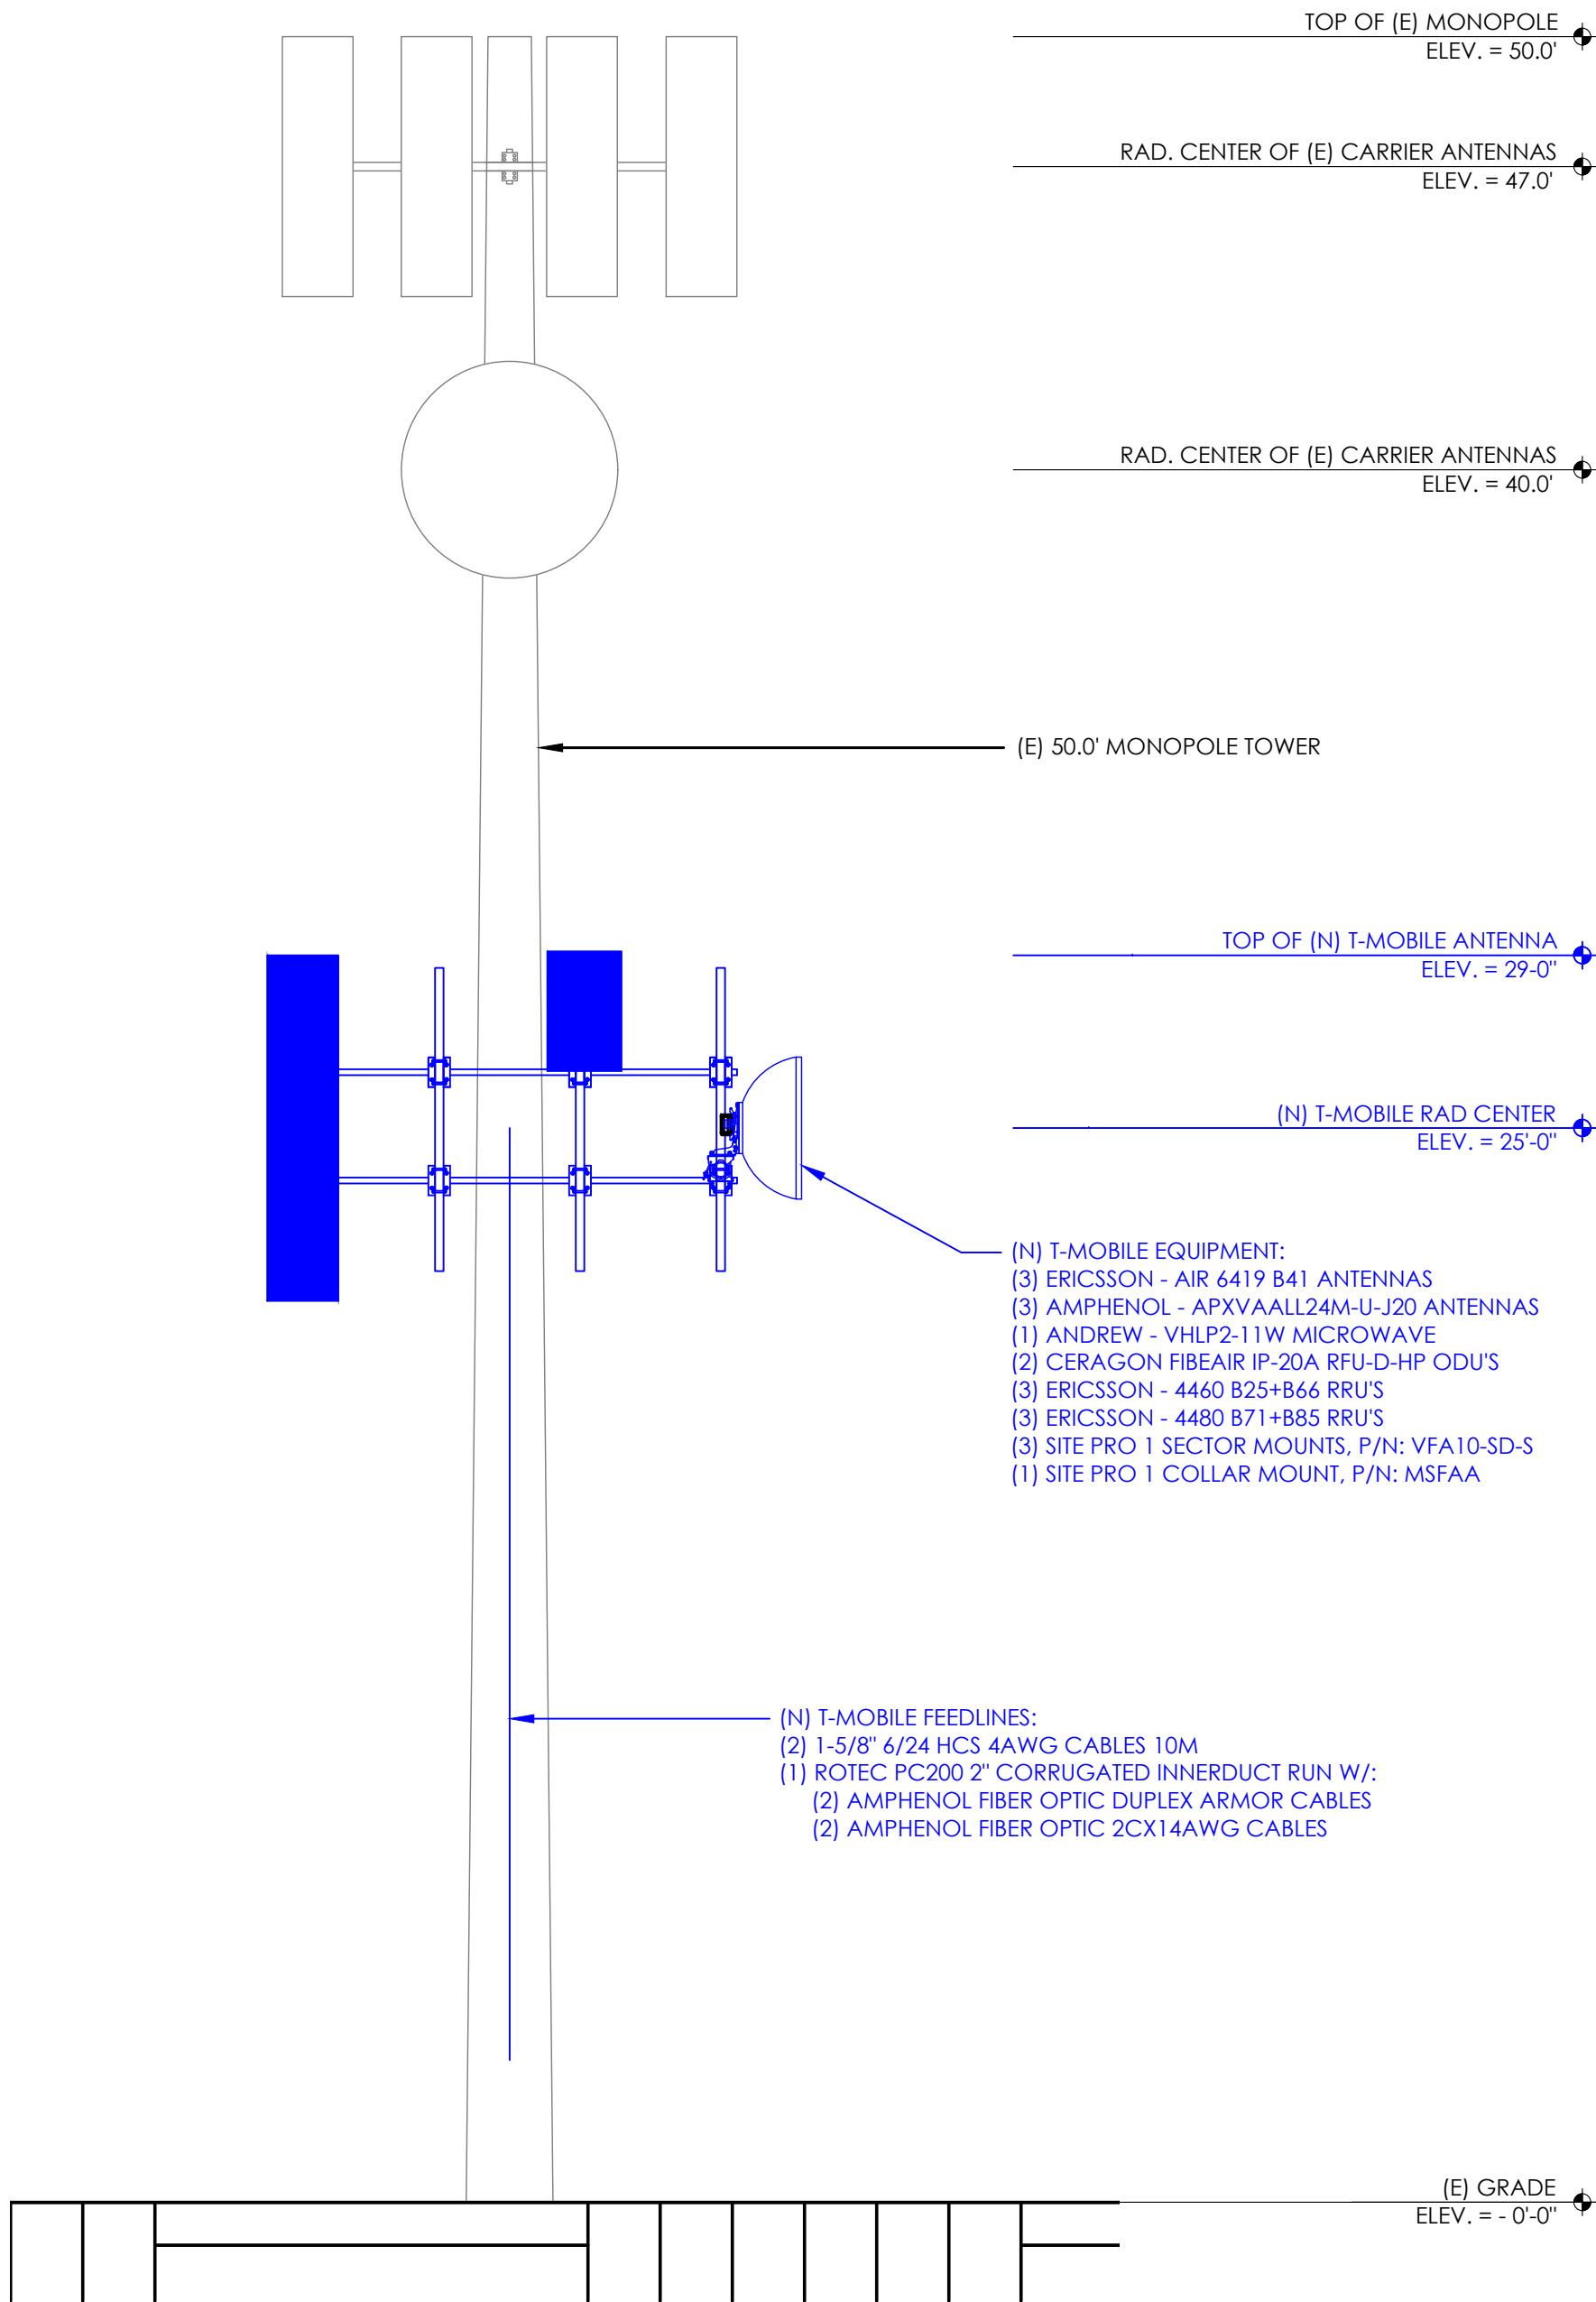 TOP OF (E) MONOPOLE
ELEV. = 50.0'
RAD. CENTER OF (E) CARRIER ANTENNAS
ELEV. = 47.0'
RAD. CENTER OF (E) CARRIER ANTENNAS
ELEV. = 40.0'
(E) 50.0' MONOPOLE TOWER
TOP OF (N) T-MOBILE ANTENNA
ELEV. = 29-0"
(N) T-MOBILE RAD CENTER
ELEV. = 25'-0"
(N) T-MOBILE EQUIPMENT:
(3) ERICSSON - AIR 6419 B41 ANTENNAS
(3) AMPHENOL - APXVAALL24M-U-J20 ANTENNAS
(1) ANDREW - VHLP2-11W MICROWAVE
(2) CERAGON FIBEAIR IP-20A RFU-D-HP ODU'S
(3) ERICSSON - 4460 B25+B66 RRU'S
(3) ERICSSON - 4480 B71+B85 RRU'S
(3) SITE PRO 1 SECTOR MOUNTS, P/N: VFA10-SD-S
(1) SITE PRO 1 COLLAR MOUNT, P/N: MSFAA
(N) T-MOBILE FEEDLINES:
(2) 1-5/8" 6/24 HCS 4AWG CABLES 10M
(1) ROTEC PC200 2" CORRUGATED INNERDUCT RUN W/:
(2) AMPHENOL FIBER OPTIC DUPLEX ARMOR CABLES
(2) AMPHENOL FIBER OPTIC 2CX14AWG CABLES
(E) GRADE
ELEV. = - 0'-0"